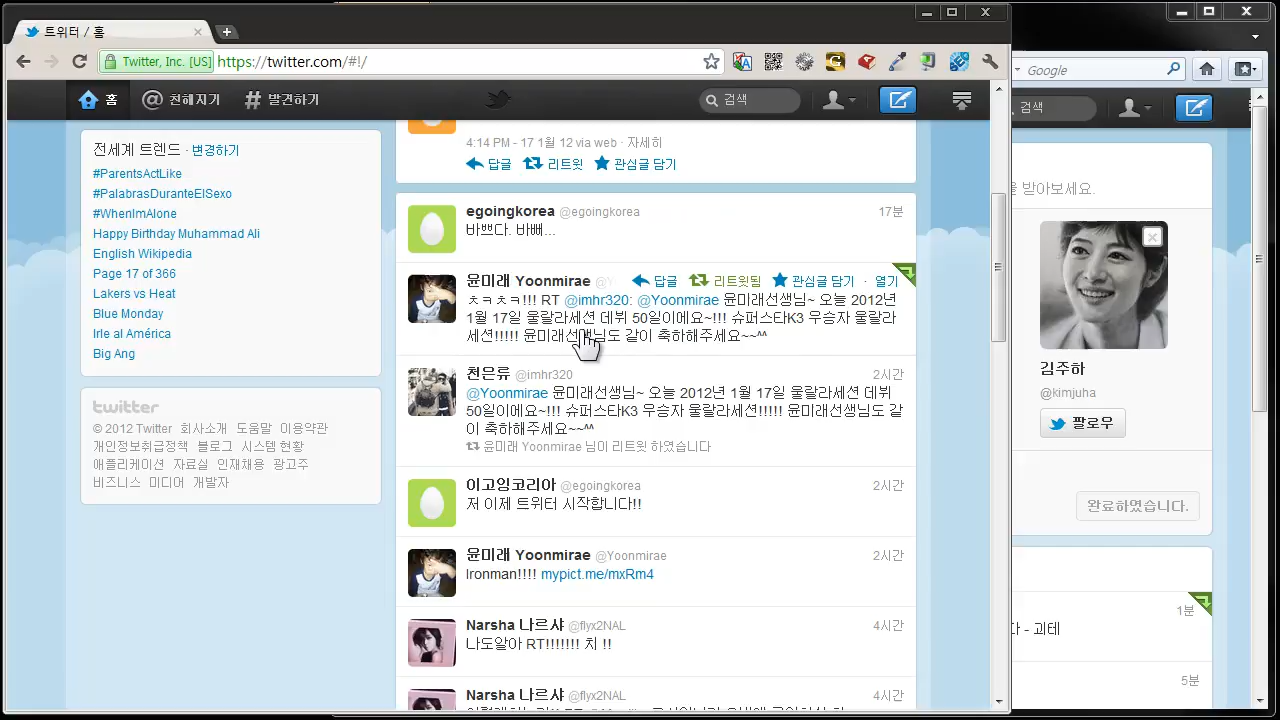 트위터 / 홈
Twitter, Inc. [US] https://twitter.com/#!/
Google
홈 @ 친해지기 # 발견하기 검색
검색
전세계 트렌드 · 변경하기
#ParentsActLike
#PalabrasDuranteElSexo
#WhenImAlone
Happy Birthday Muhammad Ali
English Wikipedia
Page 17 of 366
Lakers vs Heat
Blue Monday
Irle al América
Big Ang
twitter
© 2012 Twitter 회사소개 도움말 이용약관
개인정보취급정책 블로그 시스템 현황
애플리케이션 자료실 인재채용 광고주
비즈니스 미디어 개발자
4:14 PM - 17 1월 12 via web · 자세히
답글 리트윗 관심글 담기
egoingkorea @egoingkorea 17분
바쁘다. 바뻐...
윤미래 Yoonmirae 답글 리트윗됨 관심글 담기 · 열기
ㅊㅋㅊㅋ!!! RT @imhr320: @Yoonmirae 윤미래선생님~ 오늘 2012년
1월 17일 울랄라세션 데뷔 50일이에요~!!! 슈퍼스타K3 우승자 울랄라
세션!!!!! 윤미래선생님도 같이 축하해주세요~~^^
천은류 @imhr320 2시간
@Yoonmirae 윤미래선생님~ 오늘 2012년 1월 17일 울랄라세션 데뷔
50일이에요~!!! 슈퍼스타K3 우승자 울랄라세션!!!!! 윤미래선생님도 같
이 축하해주세요~~^^
윤미래 Yoonmirae 님이 리트윗 하였습니다
이고잉코리아 @egoingkorea 2시간
저 이제 트위터 시작합니다!!
윤미래 Yoonmirae @Yoonmirae 2시간
Ironman!!!! mypict.me/mxRm4
Narsha 나르샤 @flyx2NAL 4시간
나도알아 RT!!!!!!! 치 !!
Narsha 나르샤 @flyx2NAL 4시간
받아보세요.
김주하
@kimjuha
팔로우
완료하였습니다.
1분
다 - 괴테
5분